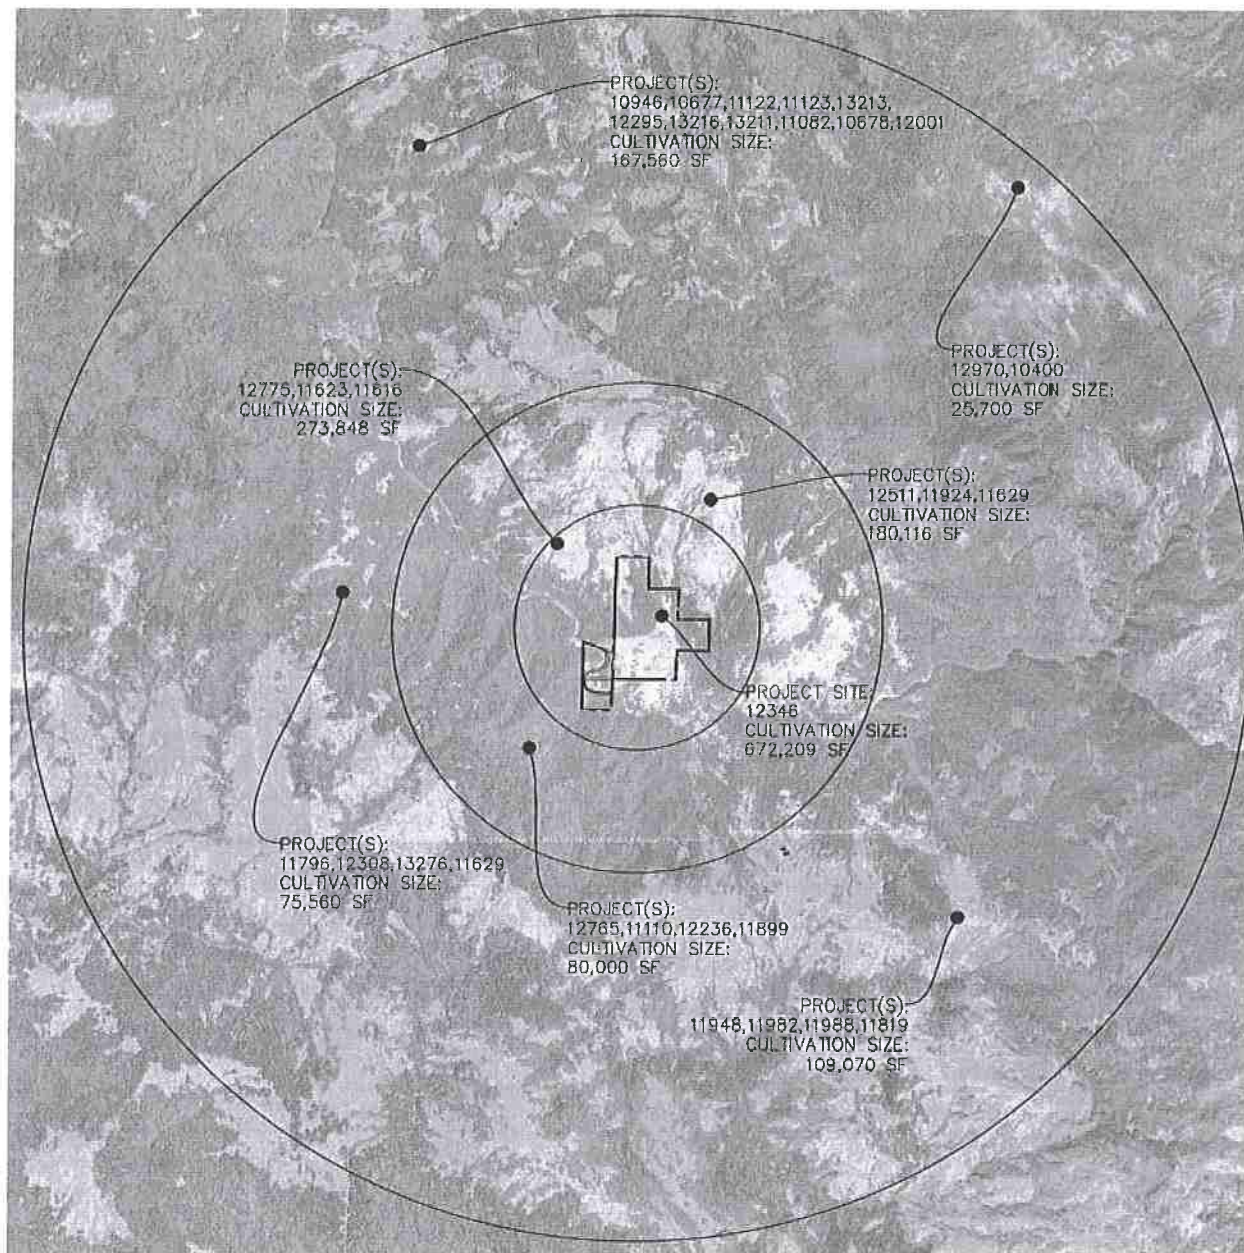 PROJECT(S):
10946,10677,11122,11123,13213,
12295,13216,13211,11082,10678,12001
CULTIVATION SIZE:
167,560 SF
PROJECT(S):
12970,10400
CULTIVATION SIZE:
25,700 SF
PROJECT(S):
12775,11623,11616
CULTIVATION SIZE:
273,848 SF
PROJECT(S):
12511,11924,11629
CULTIVATION SIZE:
180,116 SF
PROJECT SITE:
12346
CULTIVATION SIZE:
672,209 SF
PROJECT(S):
11796,12308,13276,11629
CULTIVATION SIZE:
75,560 SF
PROJECT(S):
12765,11110,12236,11899
CULTIVATION SIZE:
80,000 SF
PROJECT(S):
11948,11982,11988,11819
CULTIVATION SIZE:
109,070 SF